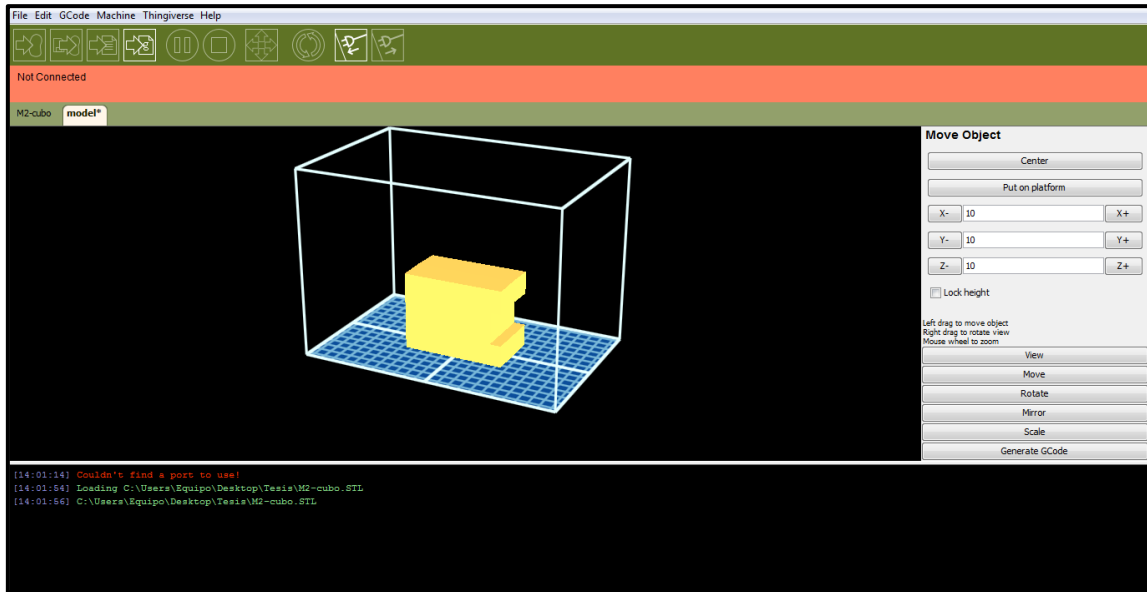 File Edit GCode Machine Thingiverse Help
Not Connected
M2-cubo model*
Move Object
Center
Put on platform
X- 10 X+
Y- 10 Y+
Z- 10 Z+
Lock height
Left drag to move object
Right drag to rotate view
Mouse wheel to zoom
View
Move
Rotate
Mirror
Scale
Generate GCode
[14:01:14] Couldn't find a port to use!
[14:01:54] Loading C:\Users\Equipo\Desktop\Tesis\M2-cubo.STL
[14:01:56] C:\Users\Equipo\Desktop\Tesis\M2-cubo.STL